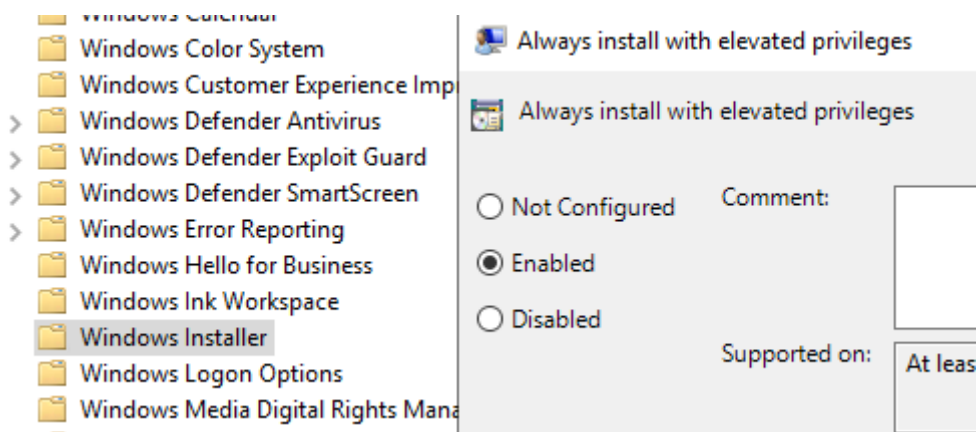 Windows Calendar
Windows Color System
Windows Customer Experience Imp
Windows Defender Antivirus
Windows Defender Exploit Guard
Windows Defender SmartScreen
Windows Error Reporting
Windows Hello for Business
Windows Ink Workspace
Windows Installer
Windows Logon Options
Windows Media Digital Rights Mana
Always install with elevated privileges
Always install with elevated privileges
Not Configured
Comment:
Enabled
Disabled
Supported on:
At leas